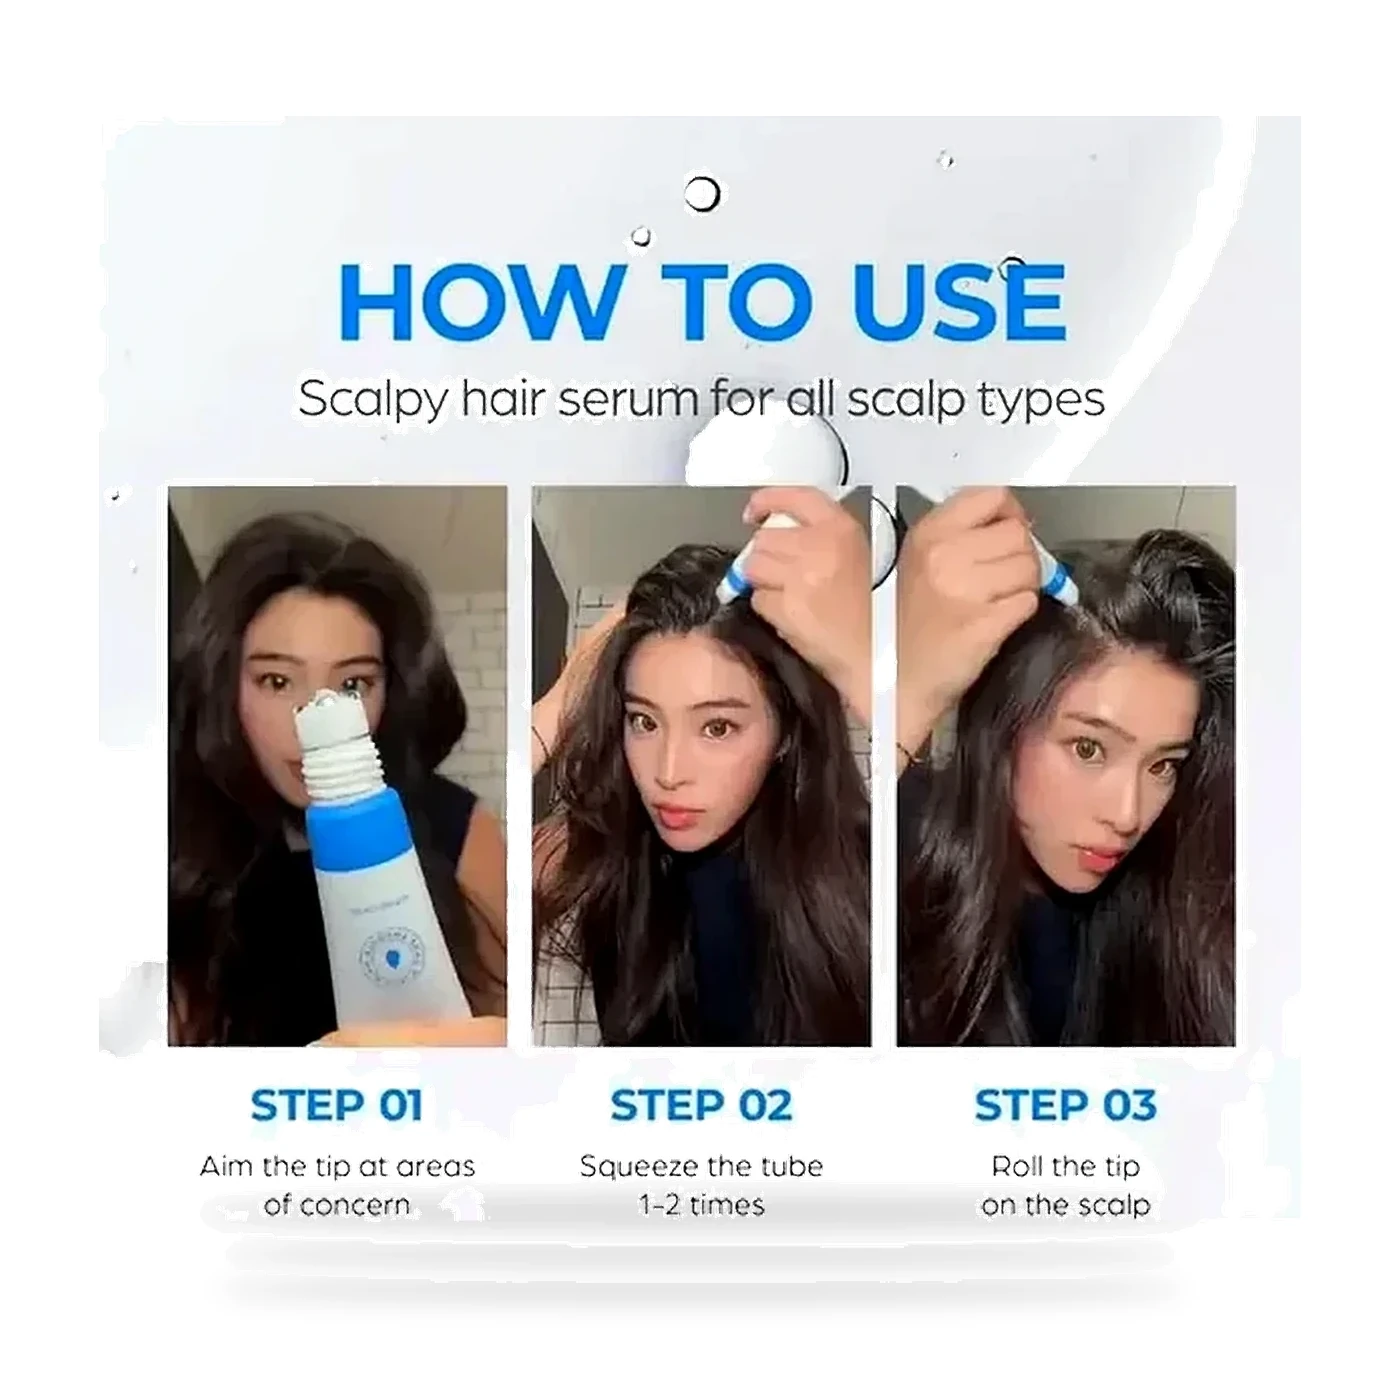 HOW TO USE
Scalpy hair serum for all scalp types
STEP 01
Aim the tip at areas
of concern
STEP 02
Squeeze the tube
1-2 times
STEP 03
Roll the tip
on the scalp